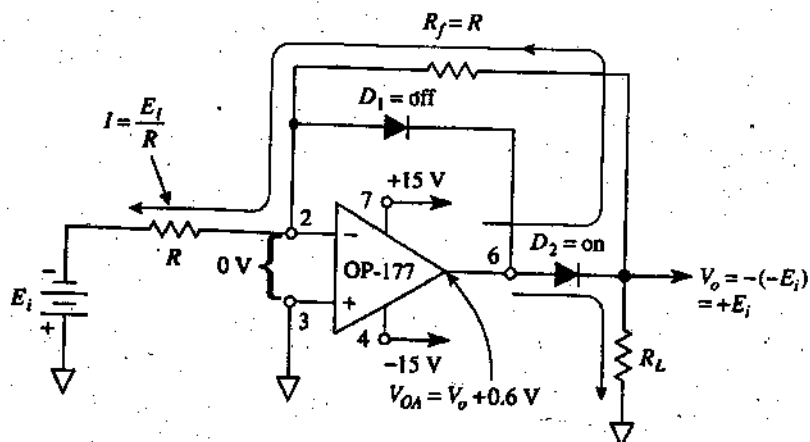 R_f = R
D_1 = off
I = E_i / R
7
+15 V
2
−
6
D_2 = on
R
0 V
OP-177
V_o = −(−E_i)
= +E_i
−
E_i
+
+
3
4
−15 V
R_L
V_OA = V_o + 0.6 V